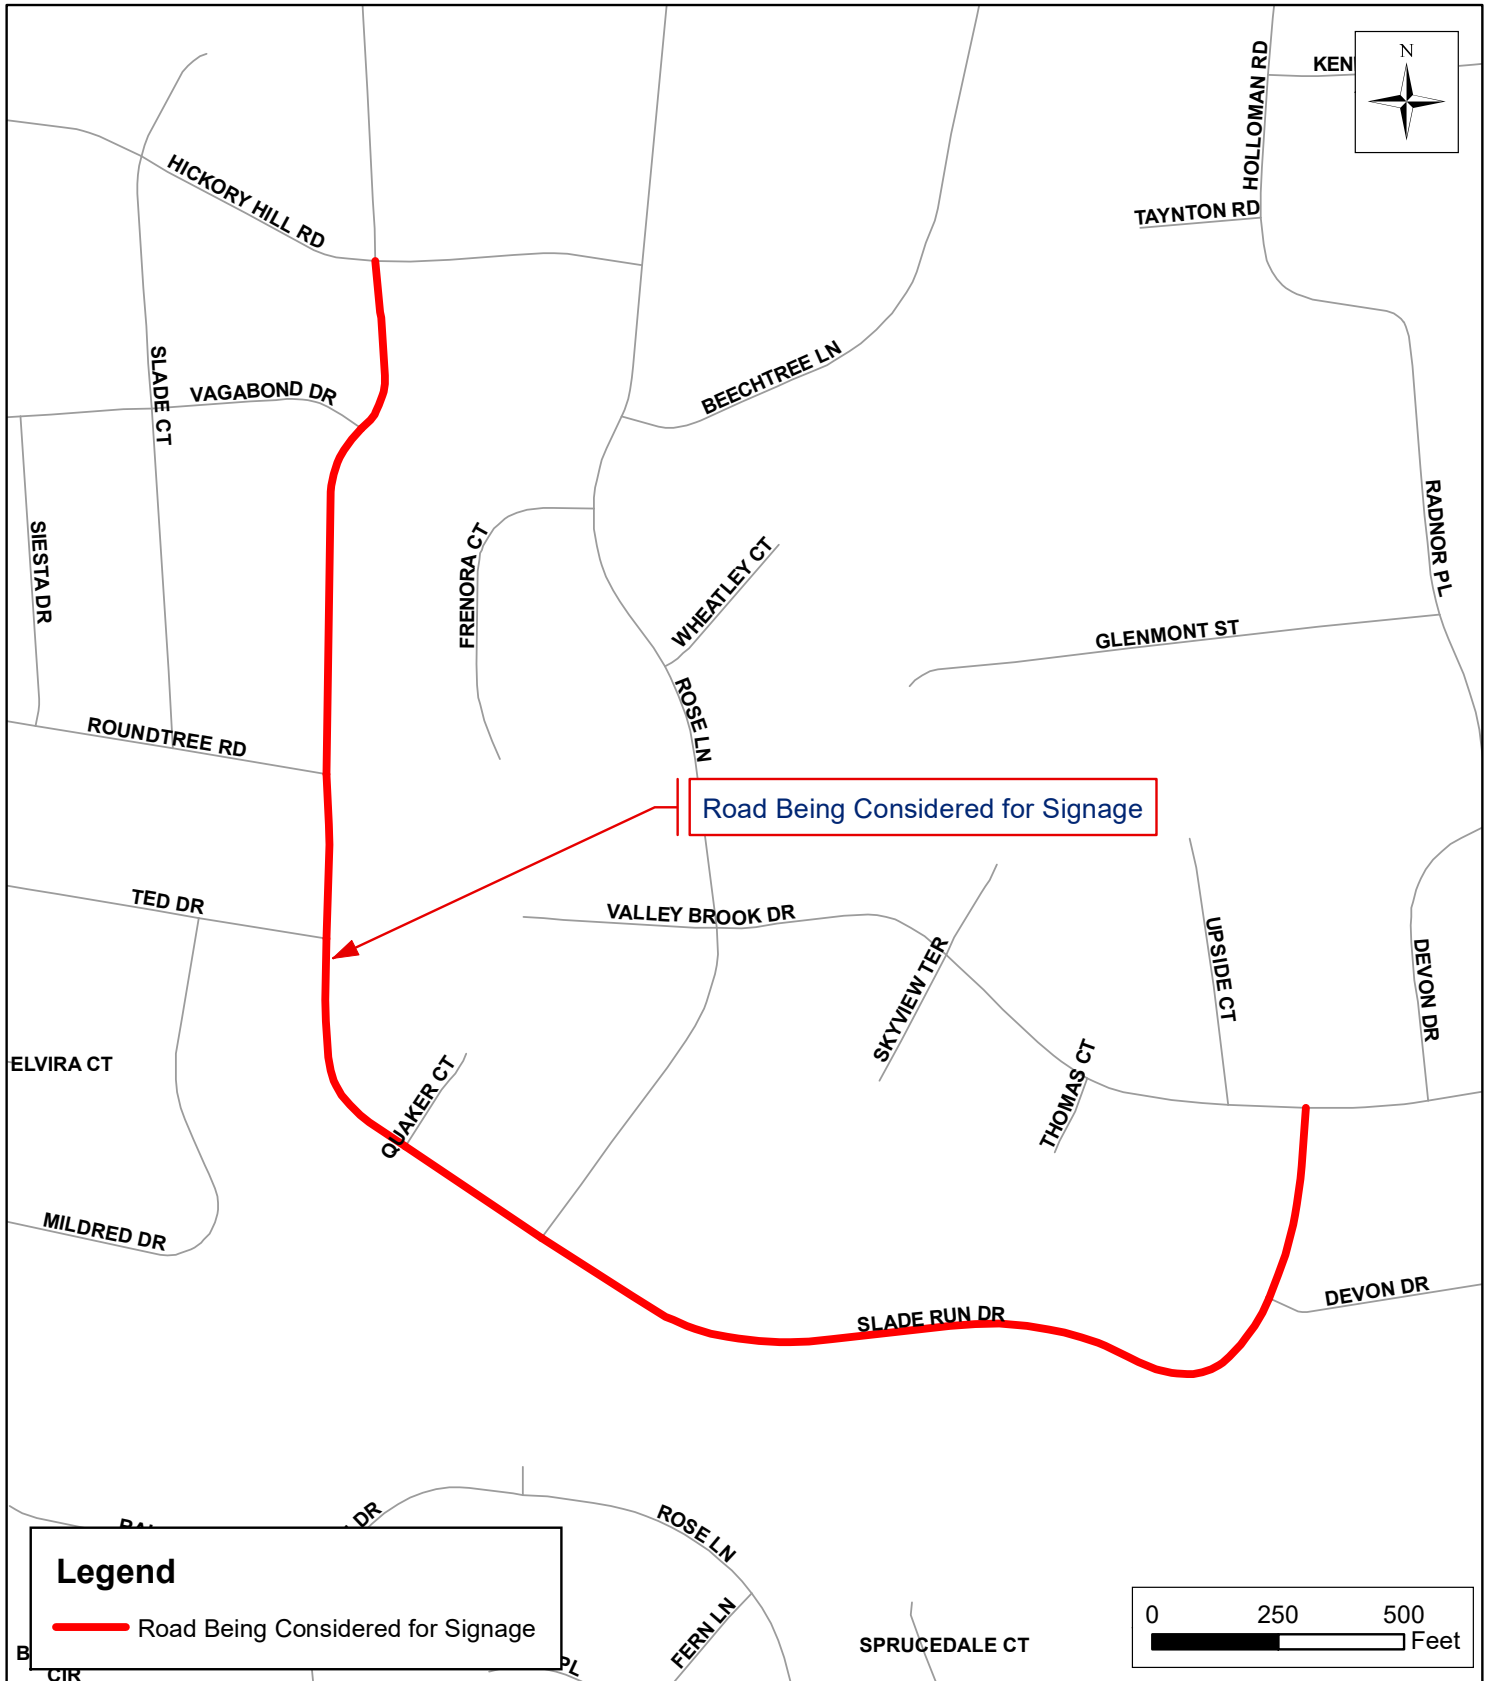 N
HOLLOMAN RD
TAYNTON RD
HICKORY HILL RD
SLADE CT
VAGABOND DR
BEECHTREE LN
SIESTA DR
FRENORA CT
WHEATLEY CT
RADNOR PL
GLENMONT ST
ROSE LN
ROUNDTREE RD
Road Being Considered for Signage
TED DR
VALLEY BROOK DR
SKYVIEW TER
UPSIDE CT
DEVON DR
THOMAS CT
ELVIRA CT
QUAKER CT
MILDRED DR
SLADE RUN DR
DEVON DR
DR
ROSE LN
FERN LN
SPRUCEDALE CT
PL
CIR
Legend
Road Being Considered for Signage
0 250 500
Feet